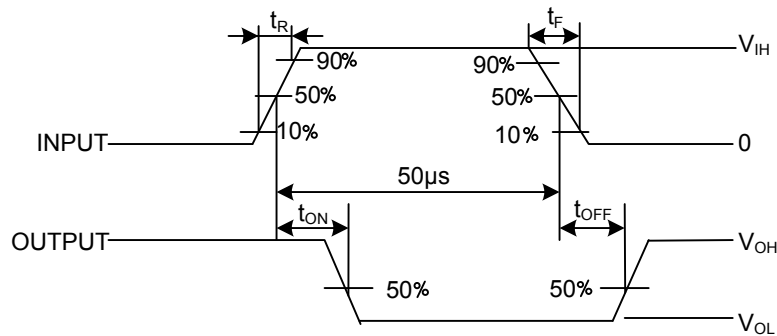 tR
tF
VIH
90%
90%
50%
50%
10%
10%
INPUT
0
50µs
tON
tOFF
OUTPUT
VOH
50%
50%
VOL